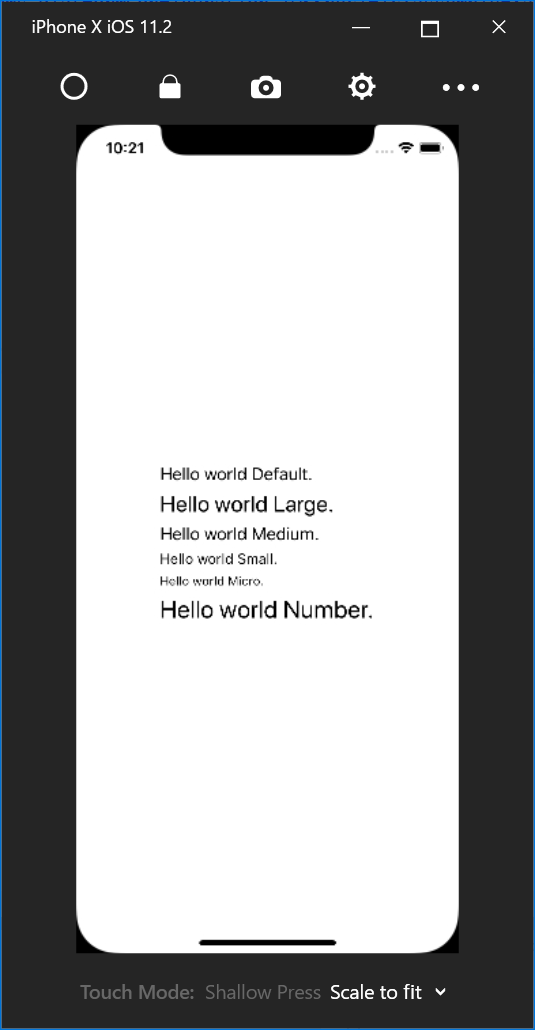 iPhone X iOS 11.2
10:21
Hello world Default.
Hello world Large.
Hello world Medium.
Hello world Small.
Hello world Micro.
Hello world Number.
Touch Mode: Shallow Press Scale to fit